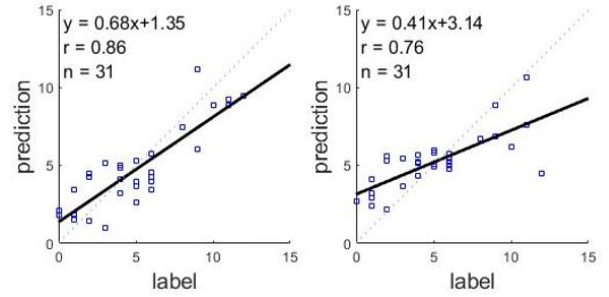 y = 0.68x+1.35
r = 0.86
n = 31
15
10
5
0
prediction
0 5 10 15
label
y = 0.41x+3.14
r = 0.76
n = 31
15
10
5
0
prediction
0 5 10 15
label